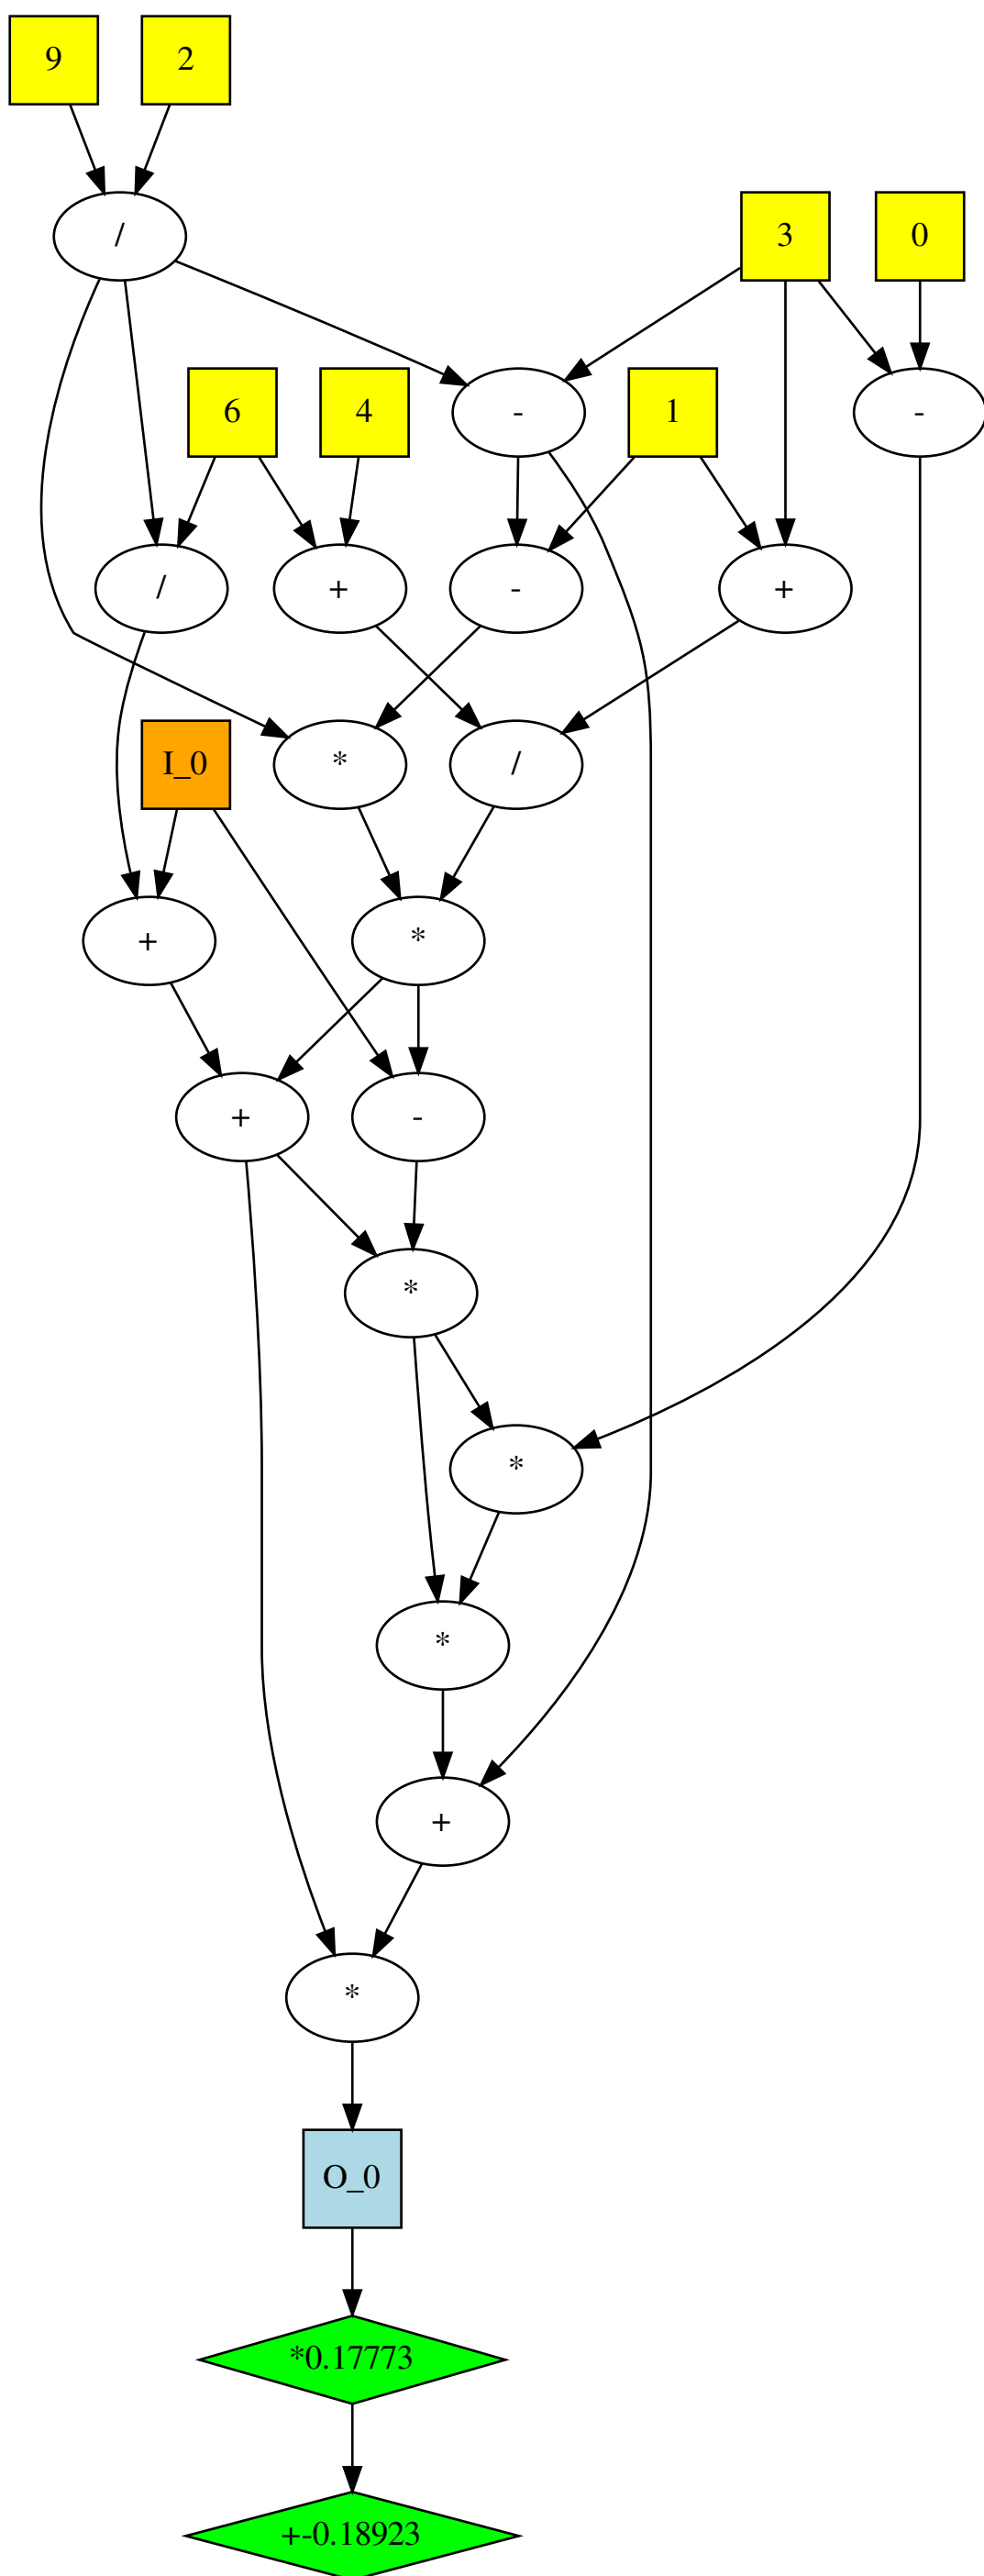 9 2
/ 3 0
6 4 - 1 -
/ + - +
I_0 * /
+ *
+ -
*
*
*
+
*
O_0
*0.17773
+-0.18923